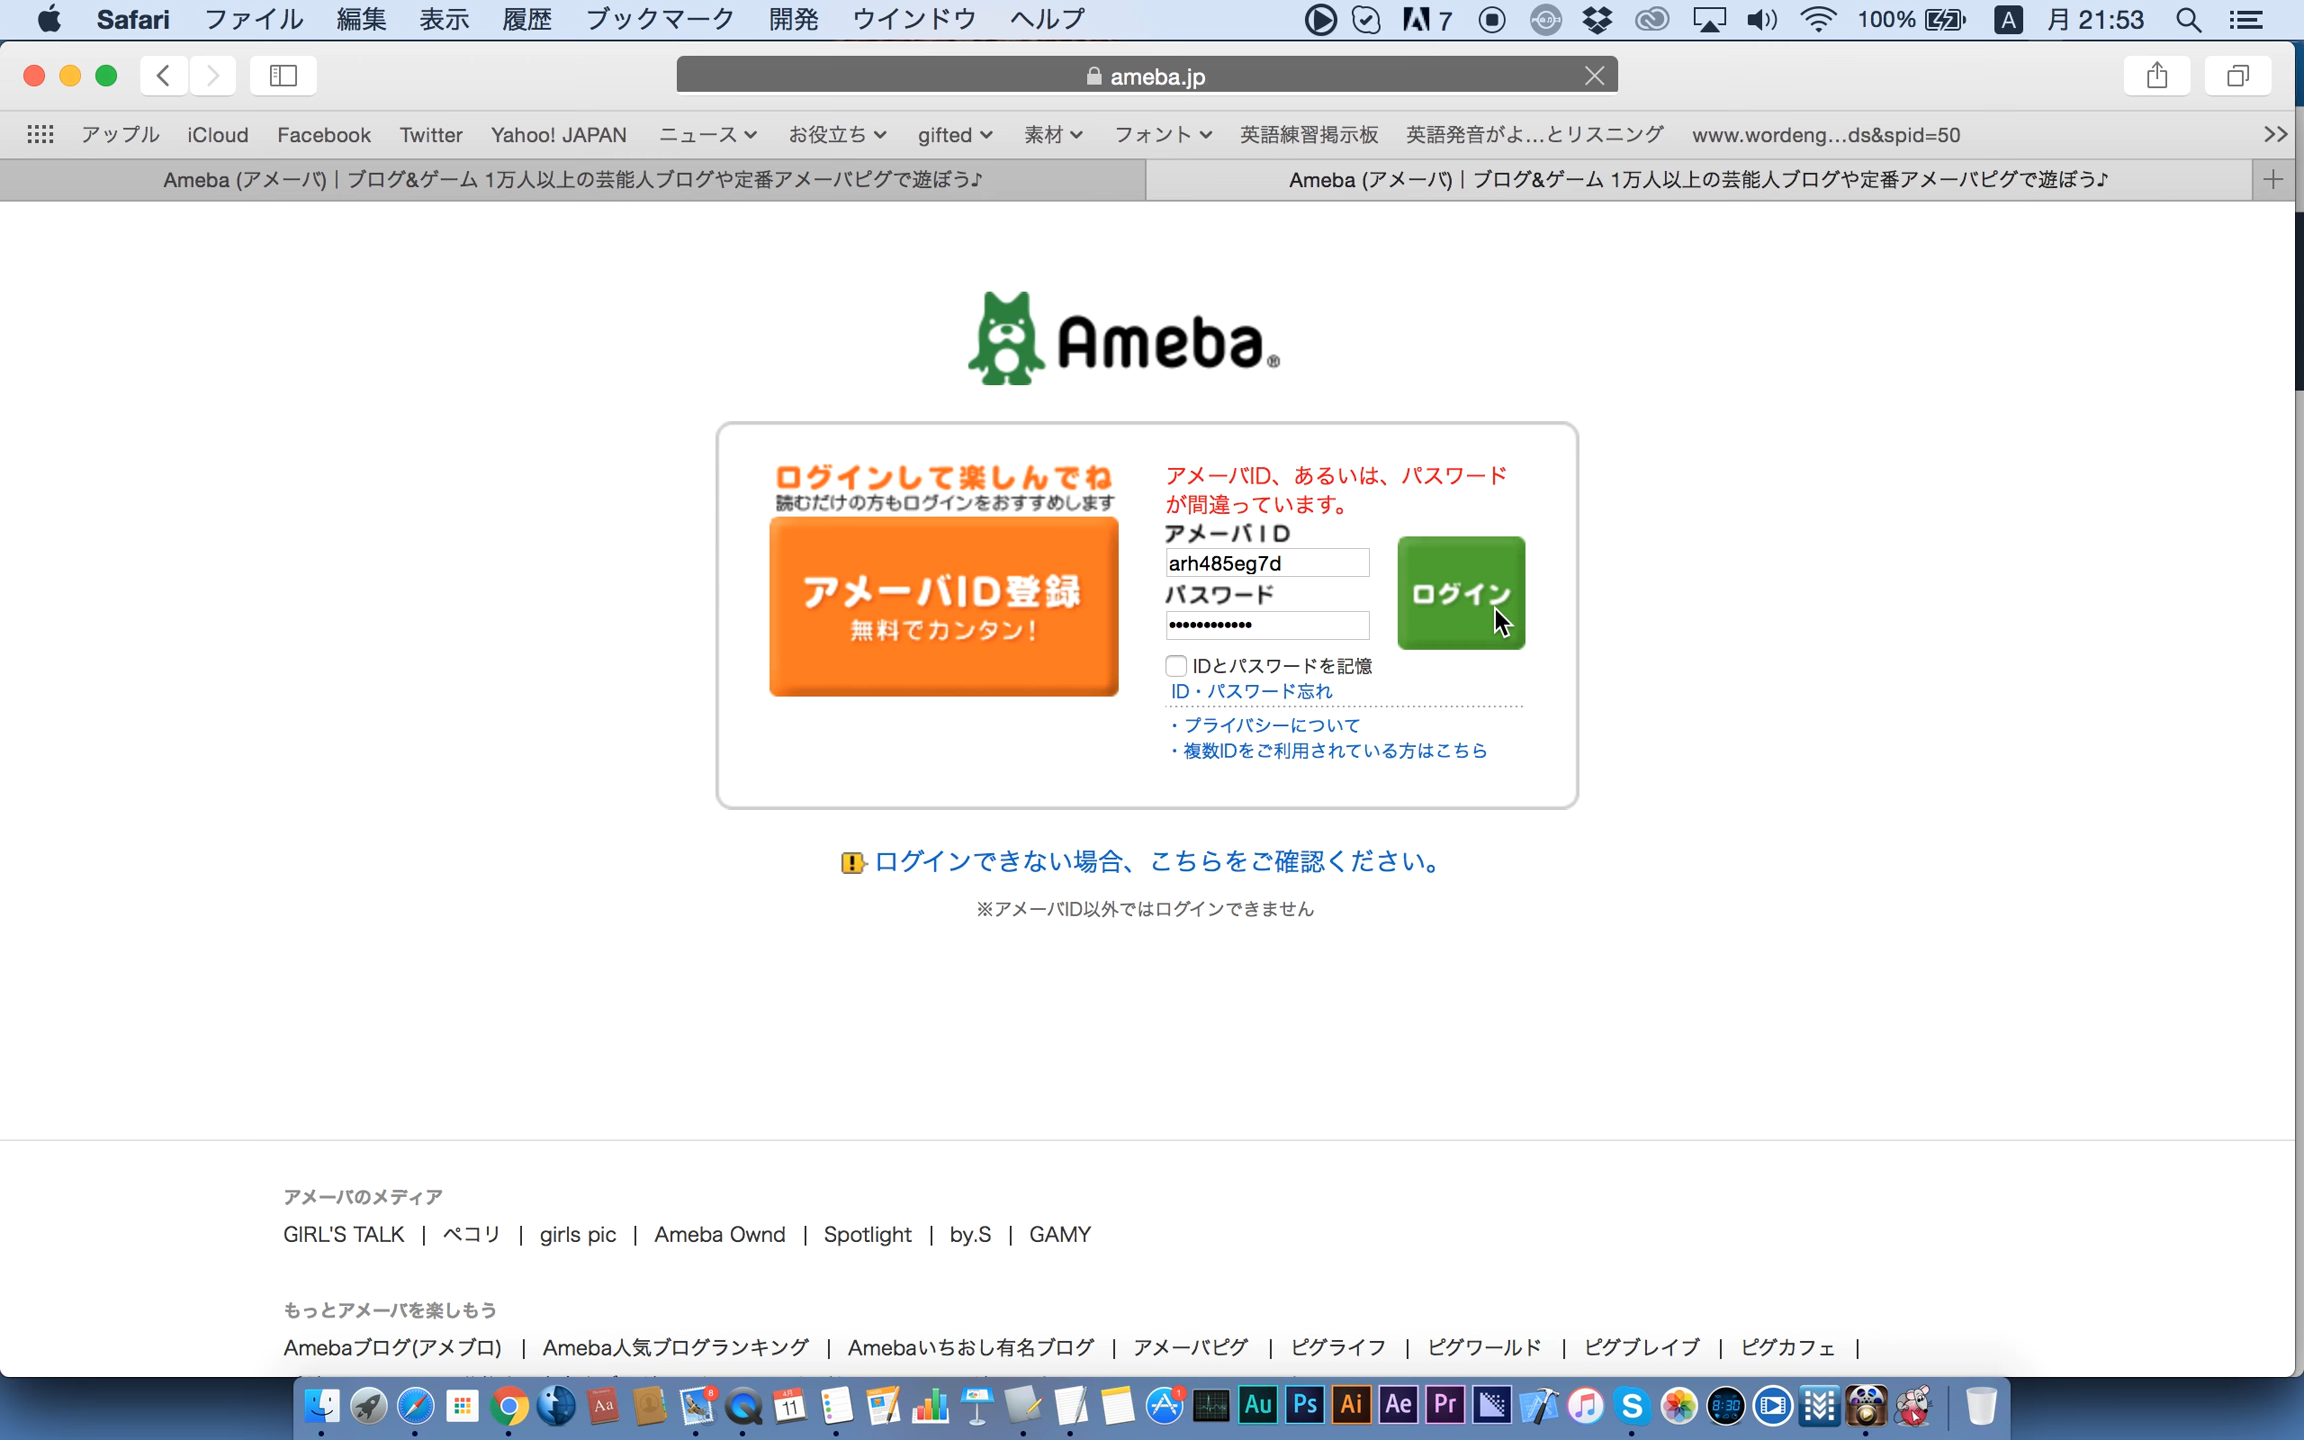 Safari ファイル 編集 表示 履歴 ブックマーク 開発 ウインドウ ヘルプ 7 100% A 月 21:53
ameba.jp
アップル iCloud Facebook Twitter Yahoo! JAPAN ニュース お役立ち gifted 素材 フォント 英語練習掲示板 英語発音がよ…とリスニング www.wordeng…ds&spid=50
Ameba (アメーバ)｜ブログ&ゲーム 1万人以上の芸能人ブログや定番アメーバピグで遊ぼう♪ Ameba (アメーバ)｜ブログ&ゲーム 1万人以上の芸能人ブログや定番アメーバピグで遊ぼう♪
Ameba®
ログインして楽しんでね
読むだけの方もログインをおすすめします
アメーバID登録
無料でカンタン！
アメーバID、あるいは、パスワード
が間違っています。
アメーバID
arh485eg7d
パスワード
••••••••••••
ログイン
IDとパスワードを記憶
ID・パスワード忘れ
・プライバシーについて
・複数IDをご利用されている方はこちら
ログインできない場合、こちらをご確認ください。
※アメーバID以外ではログインできません
アメーバのメディア
GIRL'S TALK | ペコリ | girls pic | Ameba Ownd | Spotlight | by.S | GAMY
もっとアメーバを楽しもう
Amebaブログ(アメブロ) | Ameba人気ブログランキング | Amebaいちおし有名ブログ | アメーバピグ | ピグライフ | ピグワールド | ピグブレイブ | ピグカフェ |
Aa 8 4月 11 1 Au Ps Ai Ae Pr S 8:30